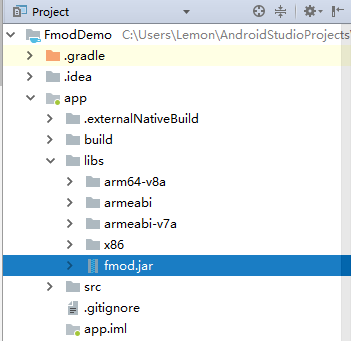 Project
FmodDemo C:\Users\Lemon\AndroidStudioProjects\
.gradle
.idea
app
.externalNativeBuild
build
libs
arm64-v8a
armeabi
armeabi-v7a
x86
fmod.jar
src
.gitignore
app.iml